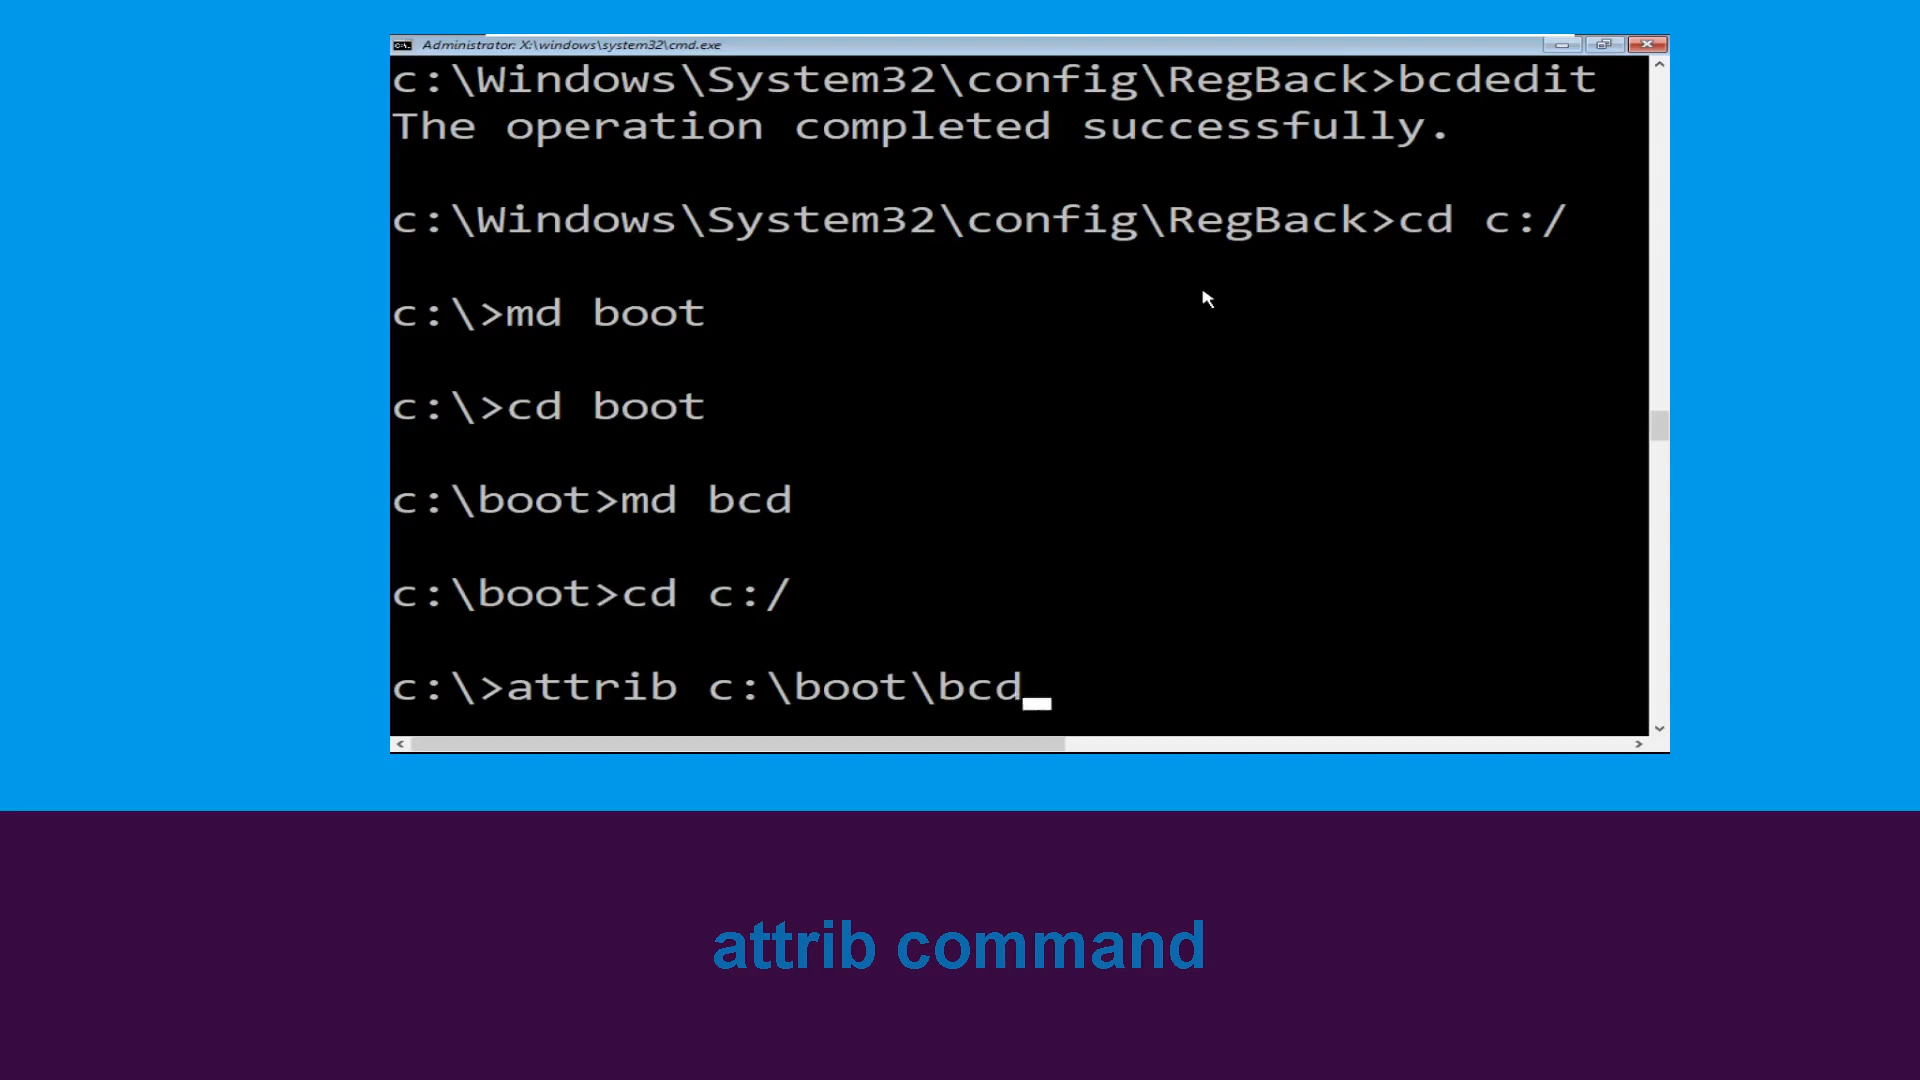 Administrator: X:\windows\system32\cmd.exe
c:\Windows\System32\config\RegBack>bcdedit
The operation completed successfully.
c:\Windows\System32\config\RegBack>cd c:/
c:\>md boot
c:\>cd boot
c:\boot>md bcd
c:\boot>cd c:/
c:\>attrib c:\boot\bcd
attrib command